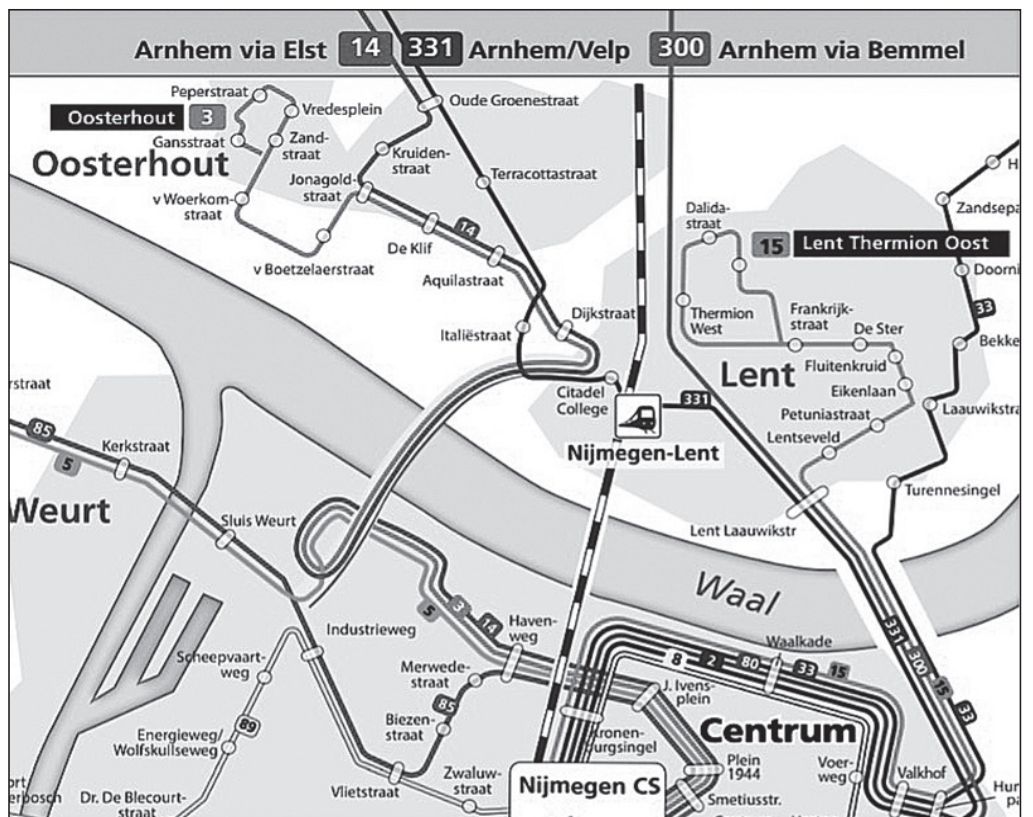 Arnhem via Elst 14 331 Arnhem/Velp 300 Arnhem via Bemmel
Peperstraat
Oude Groenestraat
Oosterhout 3
Vredesplein
Gansstraat
Zand-
straat
Oosterhout
Kruiden-
straat
Jonagold-
straat
Terracottastraat
v Woerkom-
straat
14
De Klif
v Boetzelaerstraat
Aquilastraat
Dalida-
straat
Zandsepa
15 Lent Thermion Oost
Doorni
33
Italiëstraat
Dijkstraat
Thermion
West
Frankrijk-
straat
De Ster
Bekke
rstraat
Lent
Fluitenkruid
Eikenlaan
Citadel
College
331
Petuniastraat
Laauwikstra
85
Kerkstraat
5
Lentseveld
Nijmegen-Lent
Weurt
Turennesingel
Sluis Weurt
Lent Laauwikstr
Waal
5
3
14
Industrieweg
Haven-
weg
331
300
15
33
Waalkade
8 2 80 33 15
Scheepvaart-
weg
Merwede-
straat
85
J. Ivens-
plein
89
Biezen-
straat
Centrum
Energieweg/
Wolfskuilseweg
Plein
1944
Voer-
weg
Valkhof
Zwaluw-
straat
Vlietstraat
Nijmegen CS
Smetiusstr.
Dr. De Blecourt-
straat